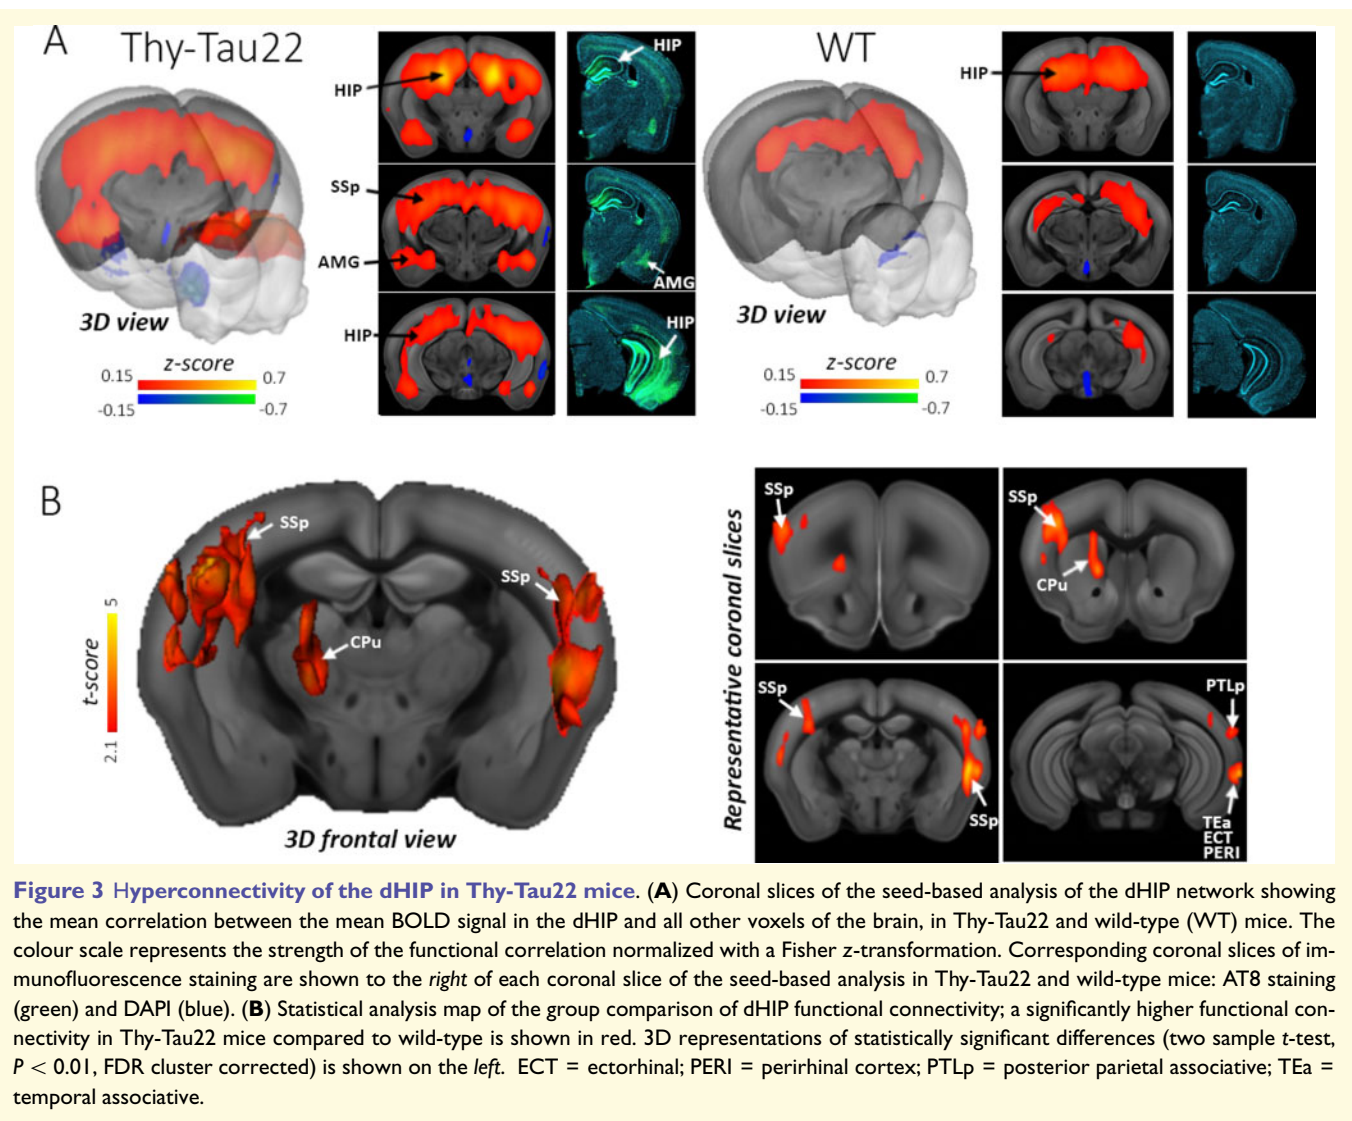 A
Thy-Tau22
WT
HIP
HIP
HIP
SSp
AMG
AMG
HIP
HIP
3D view
z-score
0.15
0.7
-0.15
-0.7
3D view
z-score
0.15
0.7
-0.15
-0.7
B
SSp
SSp
CPu
t-score
5
2.1
3D frontal view
Representative coronal slices
SSp
SSp
CPu
SSp
SSp
PTLp
TEa
ECT
PERI
Figure 3 Hyperconnectivity of the dHIP in Thy-Tau22 mice. (A) Coronal slices of the seed-based analysis of the dHIP network showing
the mean correlation between the mean BOLD signal in the dHIP and all other voxels of the brain, in Thy-Tau22 and wild-type (WT) mice. The
colour scale represents the strength of the functional correlation normalized with a Fisher z-transformation. Corresponding coronal slices of im-
munofluorescence staining are shown to the right of each coronal slice of the seed-based analysis in Thy-Tau22 and wild-type mice: AT8 staining
(green) and DAPI (blue). (B) Statistical analysis map of the group comparison of dHIP functional connectivity; a significantly higher functional con-
nectivity in Thy-Tau22 mice compared to wild-type is shown in red. 3D representations of statistically significant differences (two sample t-test,
P < 0.01, FDR cluster corrected) is shown on the left. ECT = ectorhinal; PERI = perirhinal cortex; PTLp = posterior parietal associative; TEa =
temporal associative.